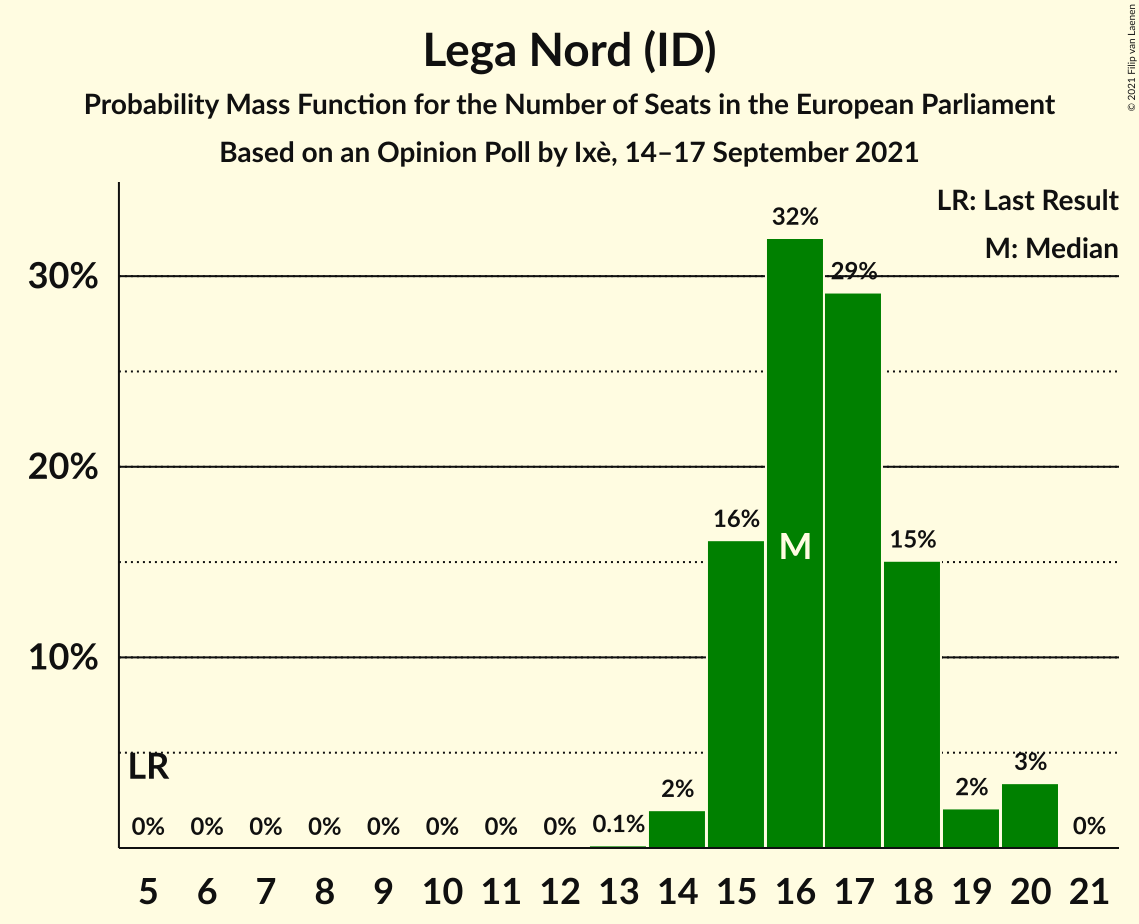 Lega Nord (ID)
Probability Mass Function for the Number of Seats in the European Parliament
Based on an Opinion Poll by Ixè, 14–17 September 2021
© 2021 Filip van Laenen
LR: Last Result
M: Median
30%
20%
10%
LR
0%
0%
0%
0%
0%
0%
0%
0%
0.1%
2%
16%
32%
M
29%
15%
2%
3%
0%
5 6 7 8 9 10 11 12 13 14 15 16 17 18 19 20 21